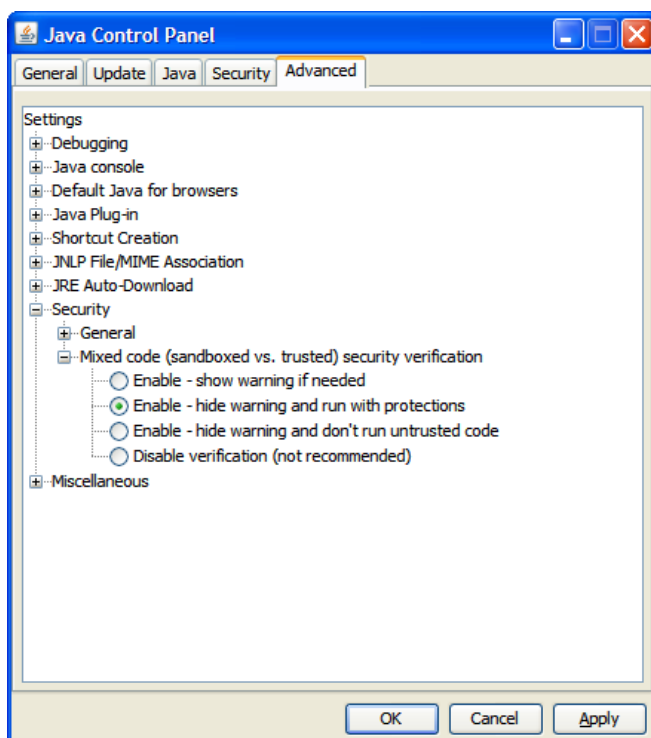 Java Control Panel
General Update Java Security Advanced
Settings
Debugging
Java console
Default Java for browsers
Java Plug-in
Shortcut Creation
JNLP File/MIME Association
JRE Auto-Download
Security
General
Mixed code (sandboxed vs. trusted) security verification
Enable - show warning if needed
Enable - hide warning and run with protections
Enable - hide warning and don't run untrusted code
Disable verification (not recommended)
Miscellaneous
OK Cancel Apply